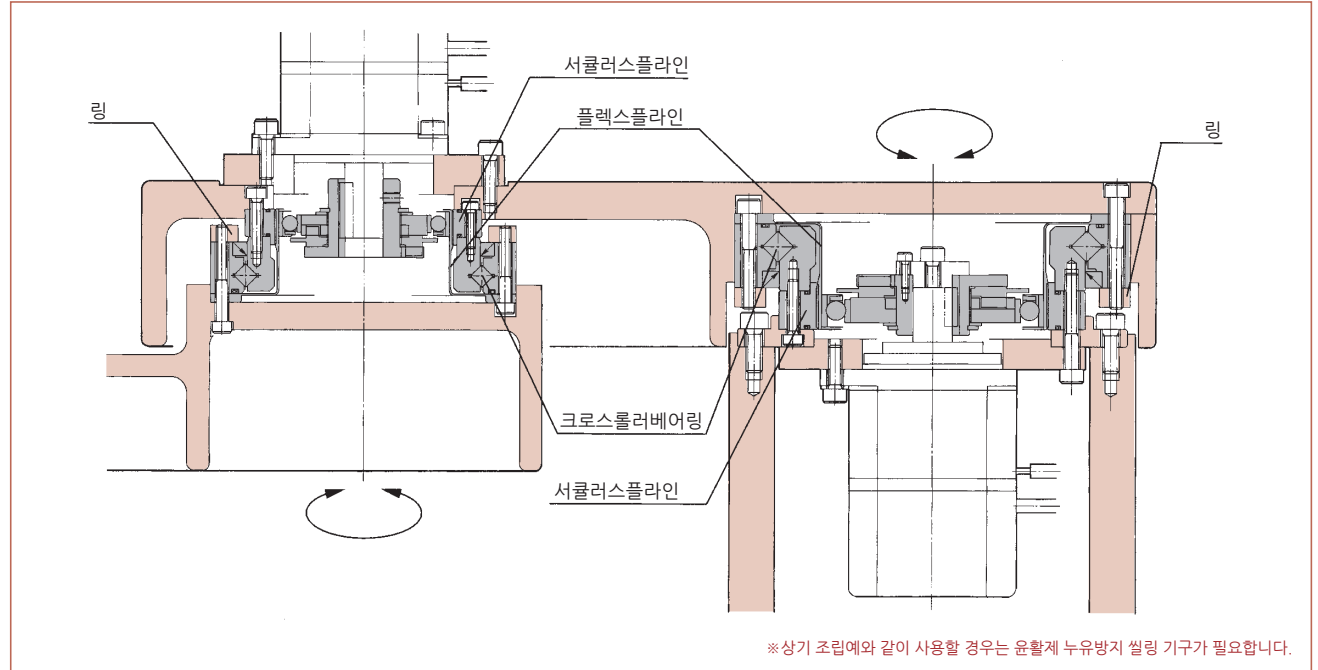 서큘러스플라인
링
플렉스플라인
링
크로스롤러베어링
서큘러스플라인
※상기 조립예와 같이 사용할 경우는 윤활제 누유방지 씰링 기구가 필요합니다.